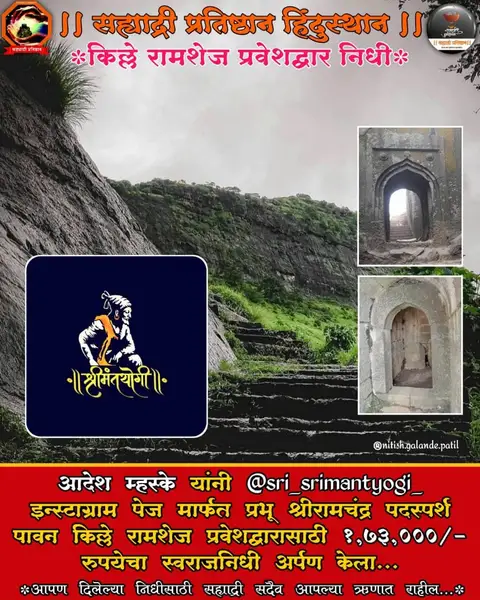 || सह्याद्री प्रतिष्ठान हिंदुस्थान ||
*किल्ले रामशेज प्रवेशद्वार निधी*
॥ श्रीमंतयोगी ॥
@nitish.galande.patil
आदेश म्हस्के यांनी @sri_srimantyogi_
इन्स्टाग्राम पेज मार्फत प्रभू श्रीरामचंद्र पदस्पर्श
पावन किल्ले रामशेज प्रवेशद्वारासाठी १,७३,०००/-
रुपयेचा स्वराजनिधी अर्पण केला...
*आपण दिलेल्या निधीसाठी सह्याद्री सदैव आपल्या ऋणात राहील...*